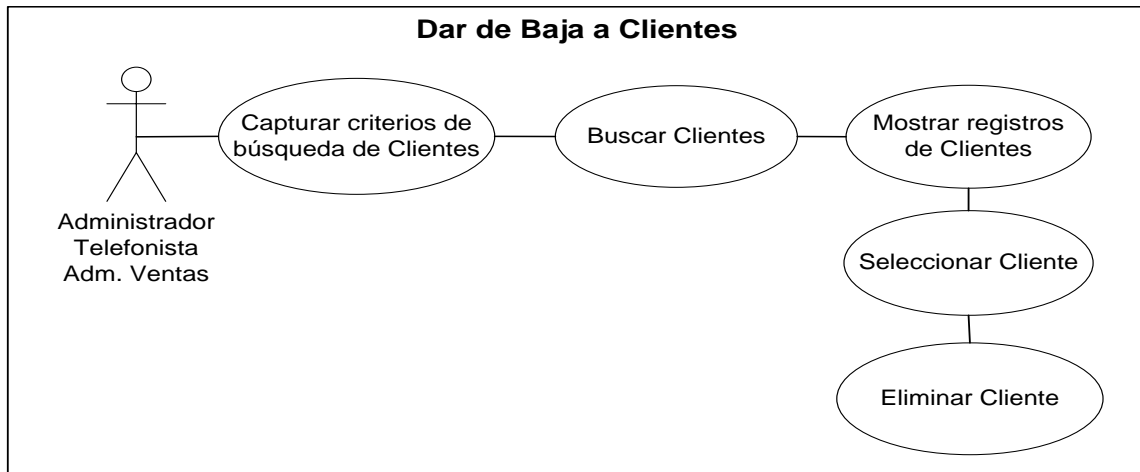 Dar de Baja a Clientes
Capturar criterios de
búsqueda de Clientes
Buscar Clientes
Mostrar registros
de Clientes
Administrador
Telefonista
Adm. Ventas
Seleccionar Cliente
Eliminar Cliente